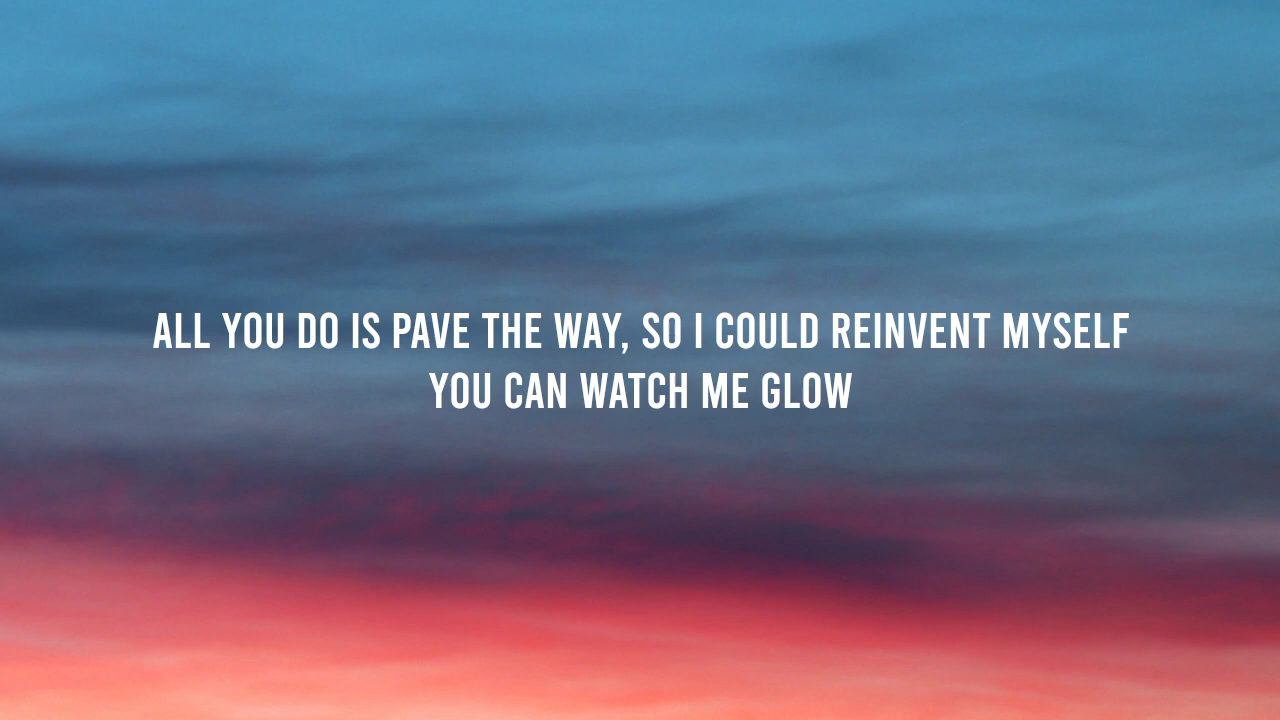 ALL YOU DO IS PAVE THE WAY, SO I COULD REINVENT MYSELF
YOU CAN WATCH ME GLOW